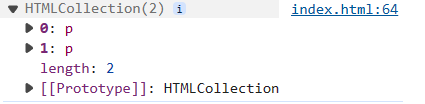 ▼ HTMLCollection(2) i index.html:64
▶ 0: p
▶ 1: p
length: 2
▶ [[Prototype]]: HTMLCollection